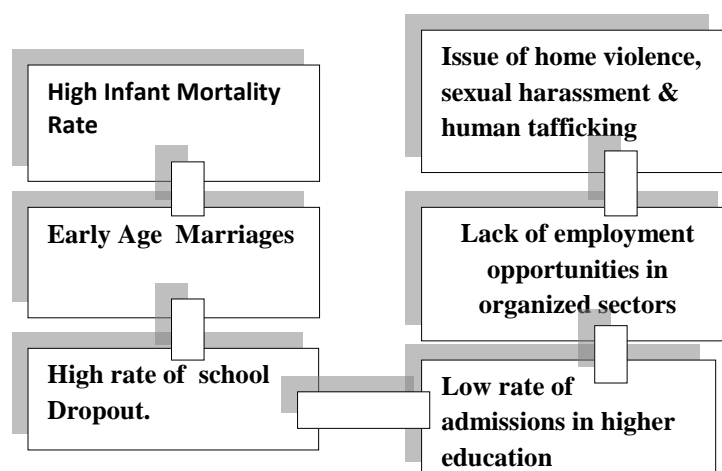 High Infant Mortality
Rate
Early Age Marriages
High rate of school
Dropout.
Low rate of
admissions in higher
education
Lack of employment
opportunities in
organized sectors
Issue of home violence,
sexual harassment &
human tafficking